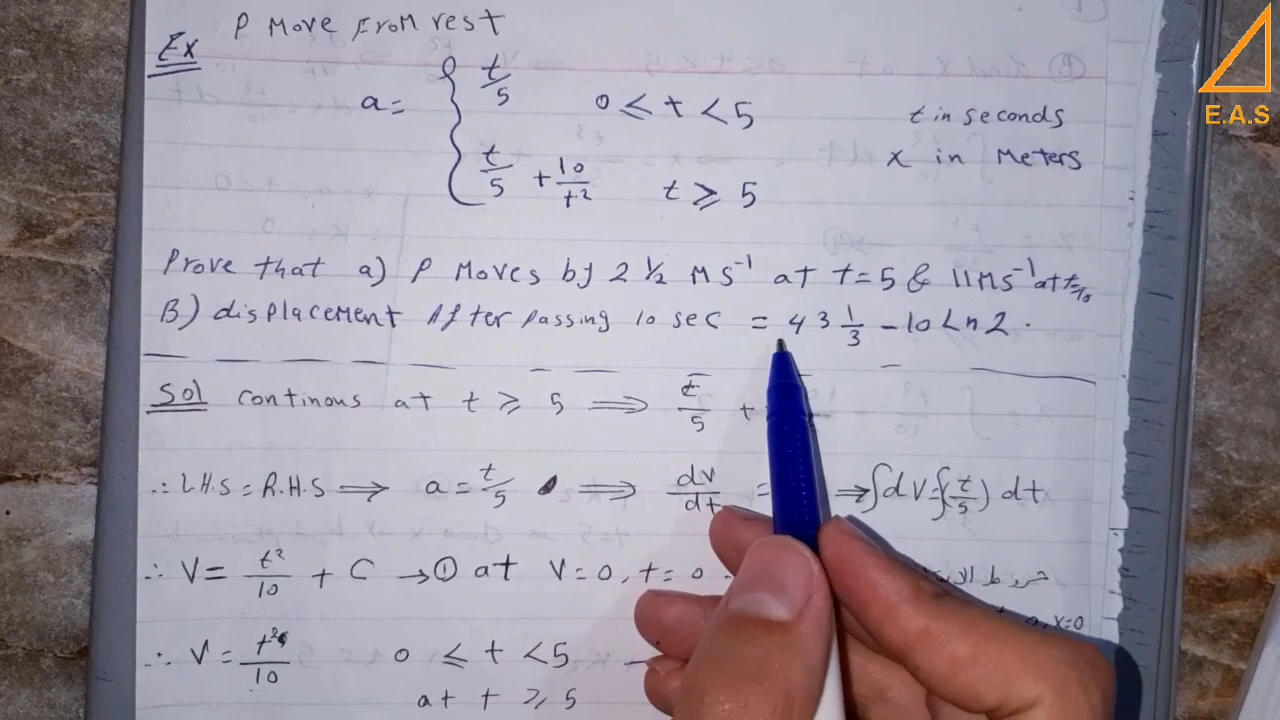 P Move From rest
Ex
a = { t/5 0 ⩽ t < 5 t in seconds
t/5 + 10/t² t ⩾ 5 x in Meters
Prove that a) P Moves by 2 ½ MS⁻¹ at t=5 & 11MS⁻¹ at t=10
B) displacement After passing 10 sec = 43 1/3 - 10 Ln 2.
Sol continous at t ⩾ 5 ⟹ t/5 +
∴ L.H.S = R.H.S ⟹ a = t/5 ⟹ dv/dt = ⟹ ∫dv = ∫(t/5) dt
∴ V = t²/10 + C → ① at V=0, t=0
x=0
∴ V = t²/10 0 ⩽ t < 5
at t ⩾ 5
E.A.S